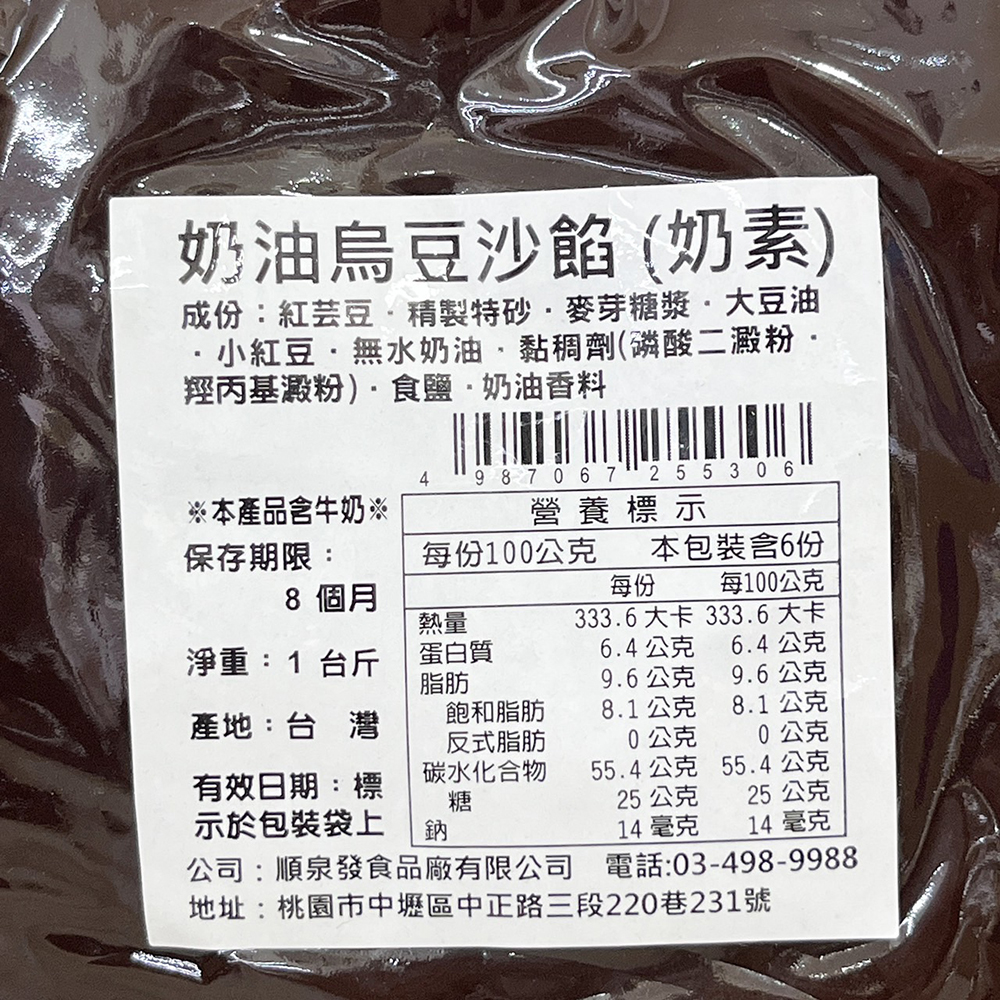 奶油烏豆沙餡(奶素)
成份：紅芸豆．精製特砂．麥芽糖漿．大豆油
．小紅豆．無水奶油．黏稠劑(磷酸二澱粉．
羥丙基澱粉)．食鹽．奶油香料
4 987067 255306
※本產品含牛奶※
保存期限：
8 個月
淨重：1 台斤
產地：台 灣
有效日期：標
示於包裝袋上
營養標示
每份100公克 本包裝含6份
每份 每100公克
熱量 333.6 大卡 333.6 大卡
蛋白質 6.4 公克 6.4 公克
脂肪 9.6 公克 9.6 公克
飽和脂肪 8.1 公克 8.1 公克
反式脂肪 0 公克 0 公克
碳水化合物 55.4 公克 55.4 公克
糖 25 公克 25 公克
鈉 14 毫克 14 毫克
公司：順泉發食品廠有限公司 電話:03-498-9988
地址：桃園市中壢區中正路三段220巷231號